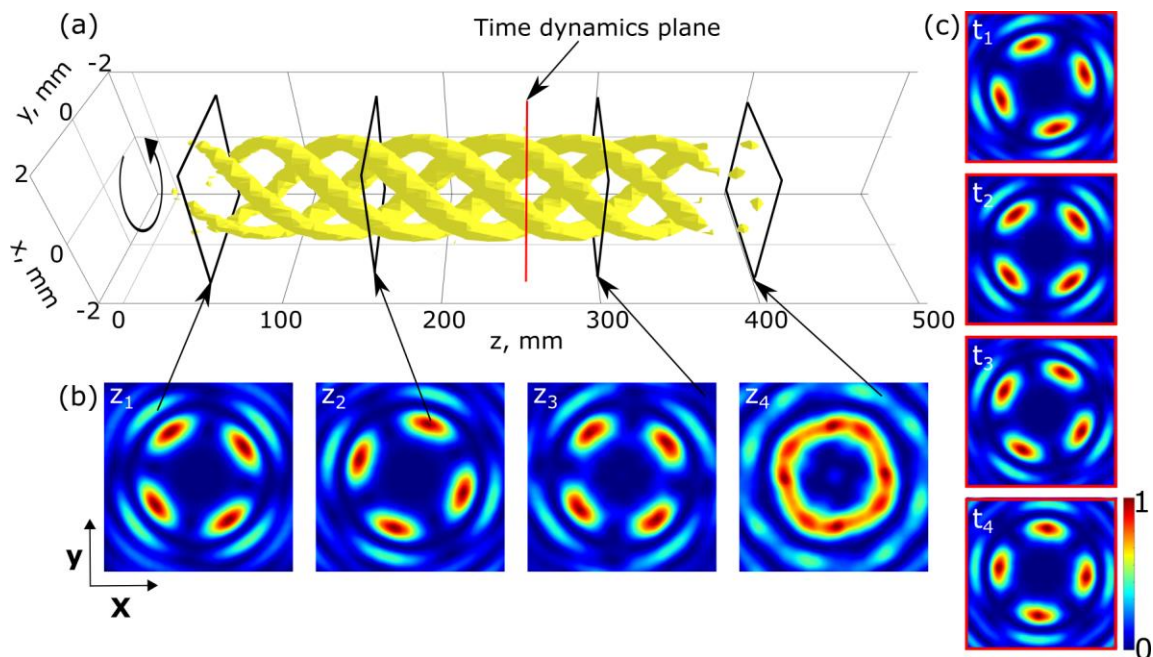 (a)
Time dynamics plane
(c)
-2
y, mm
0
2
x, mm
0
-2
0
100
200
300
400
500
z, mm
(b)
z1
z2
z3
z4
y
x
t1
t2
t3
t4
1
0